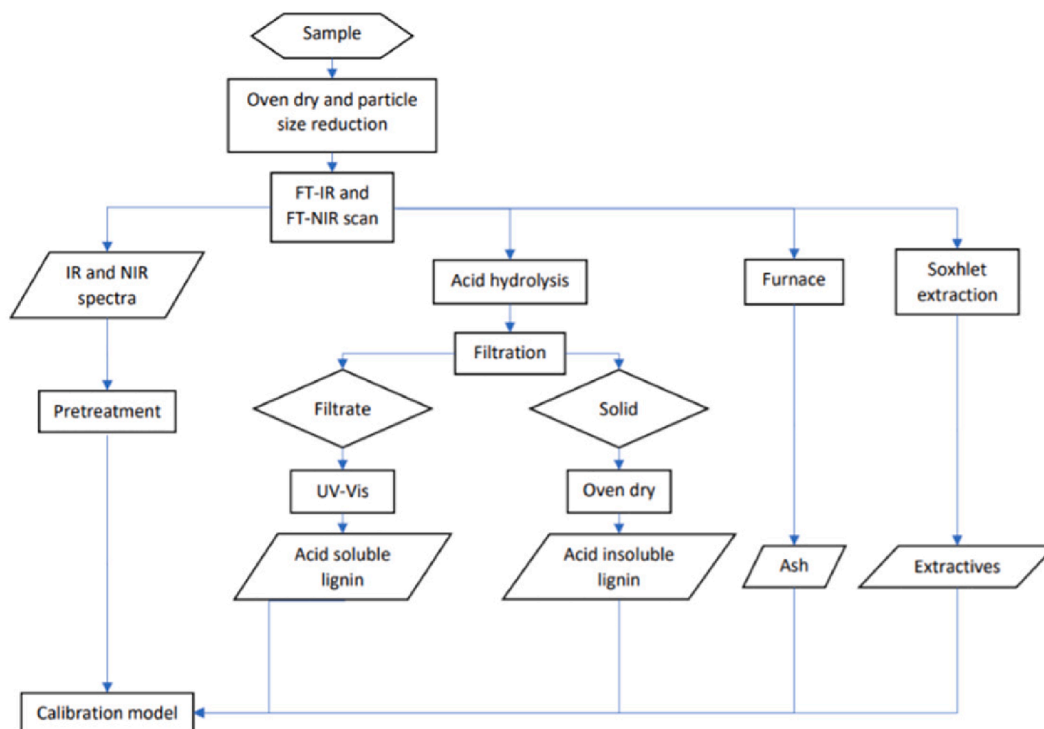 Sample
Oven dry and particle
size reduction
FT-IR and
FT-NIR scan
IR and NIR
spectra
Acid hydrolysis
Furnace
Soxhlet
extraction
Filtration
Pretreatment
Filtrate
Solid
UV-Vis
Oven dry
Acid soluble
lignin
Acid insoluble
lignin
Ash
Extractives
Calibration model